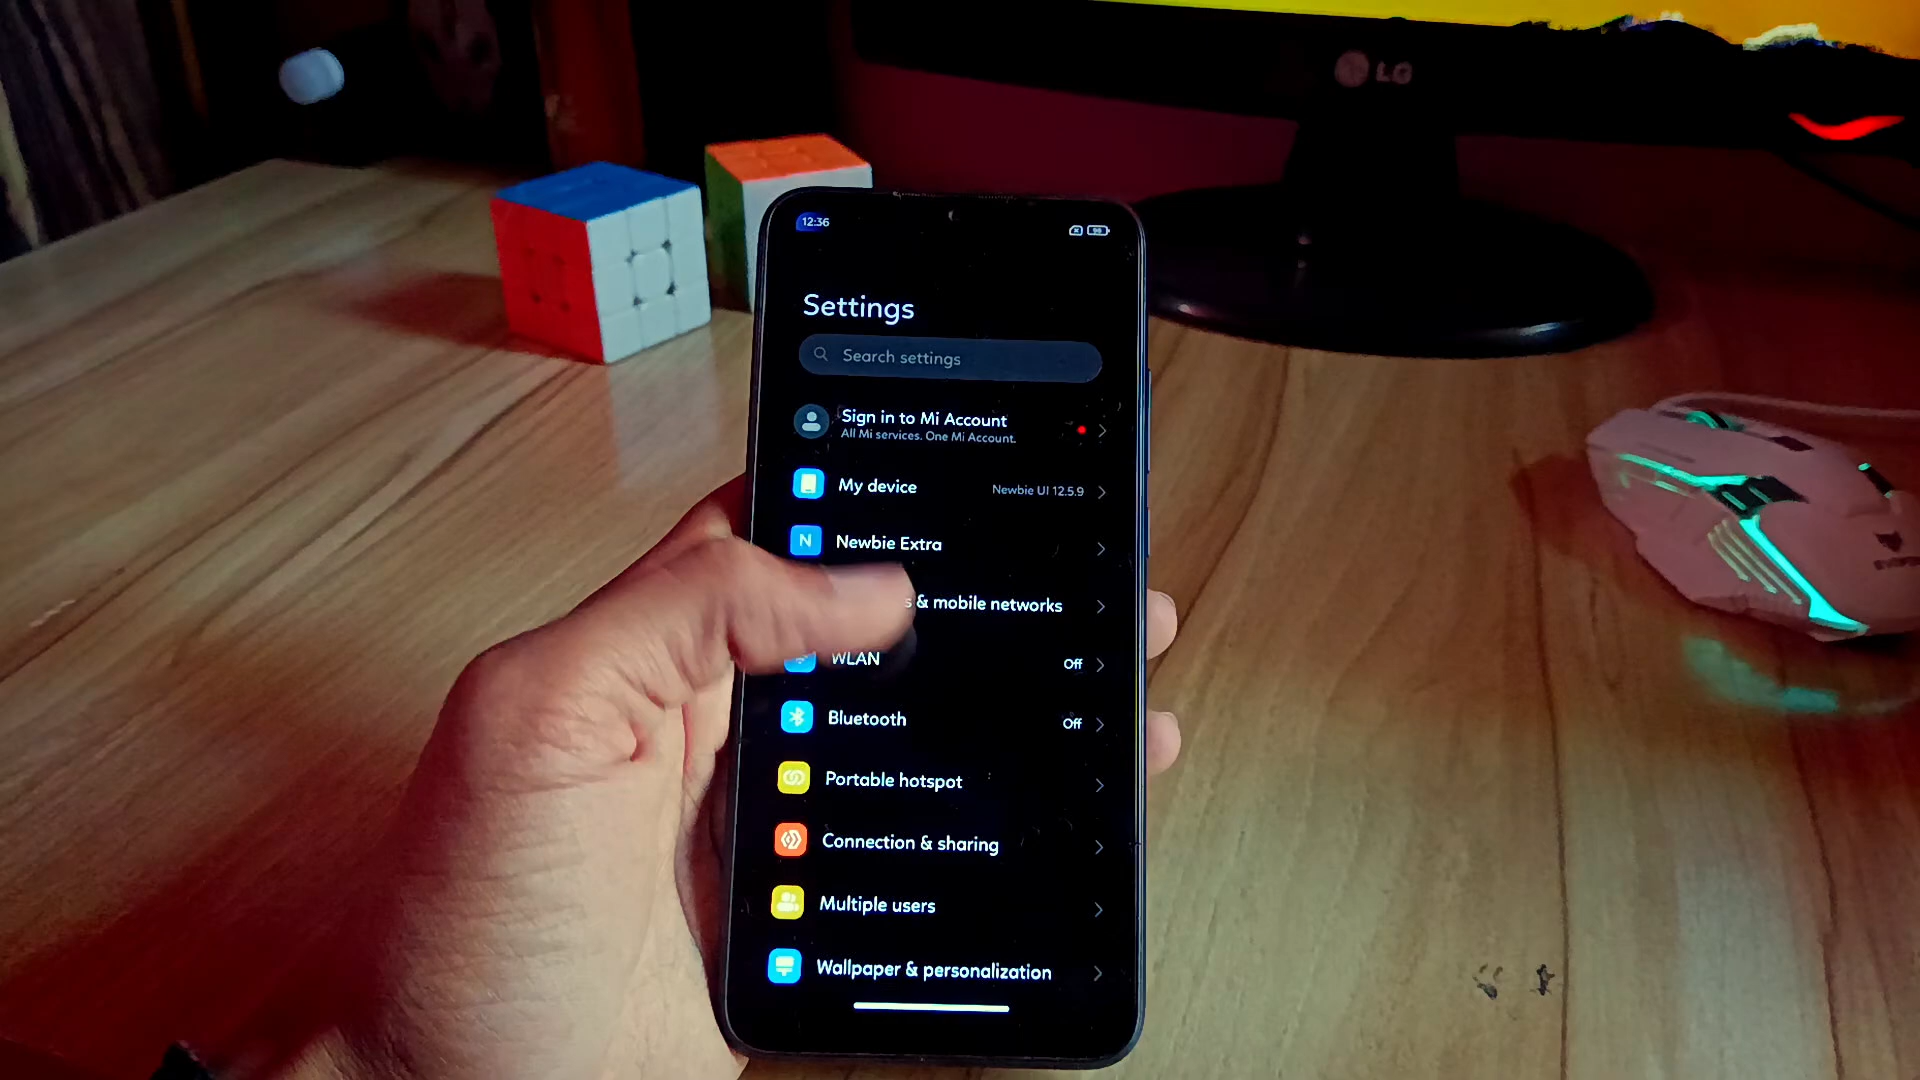 LG
12:36
98
Settings
Search settings
Sign in to Mi Account
All Mi services. One Mi Account.
My device Newbie UI 12.5.9
N Newbie Extra
& mobile networks
WLAN Off
Bluetooth Off
Portable hotspot
Connection & sharing
Multiple users
Wallpaper & personalization